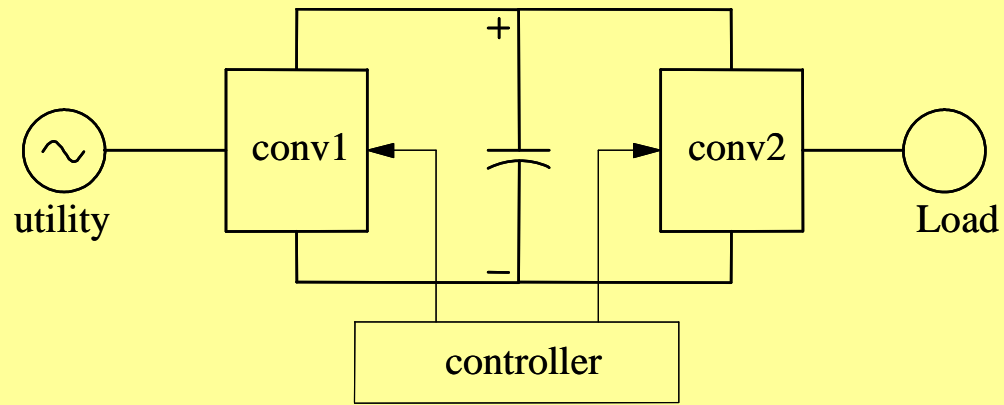 +
conv1
conv2
utility
Load
−
controller